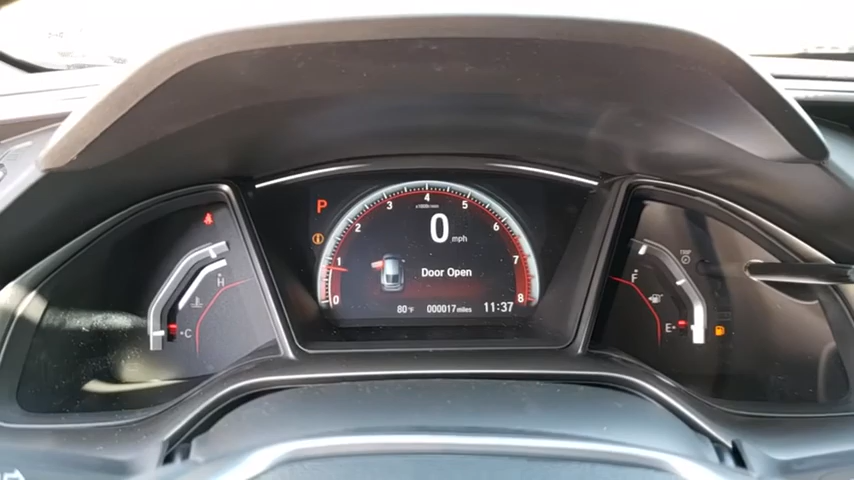 P
x1000r/min
0 mph
0
1
2
3
4
5
6
7
8
Door Open
80°F 000017 miles 11:37
H
C
TRIP
F
E